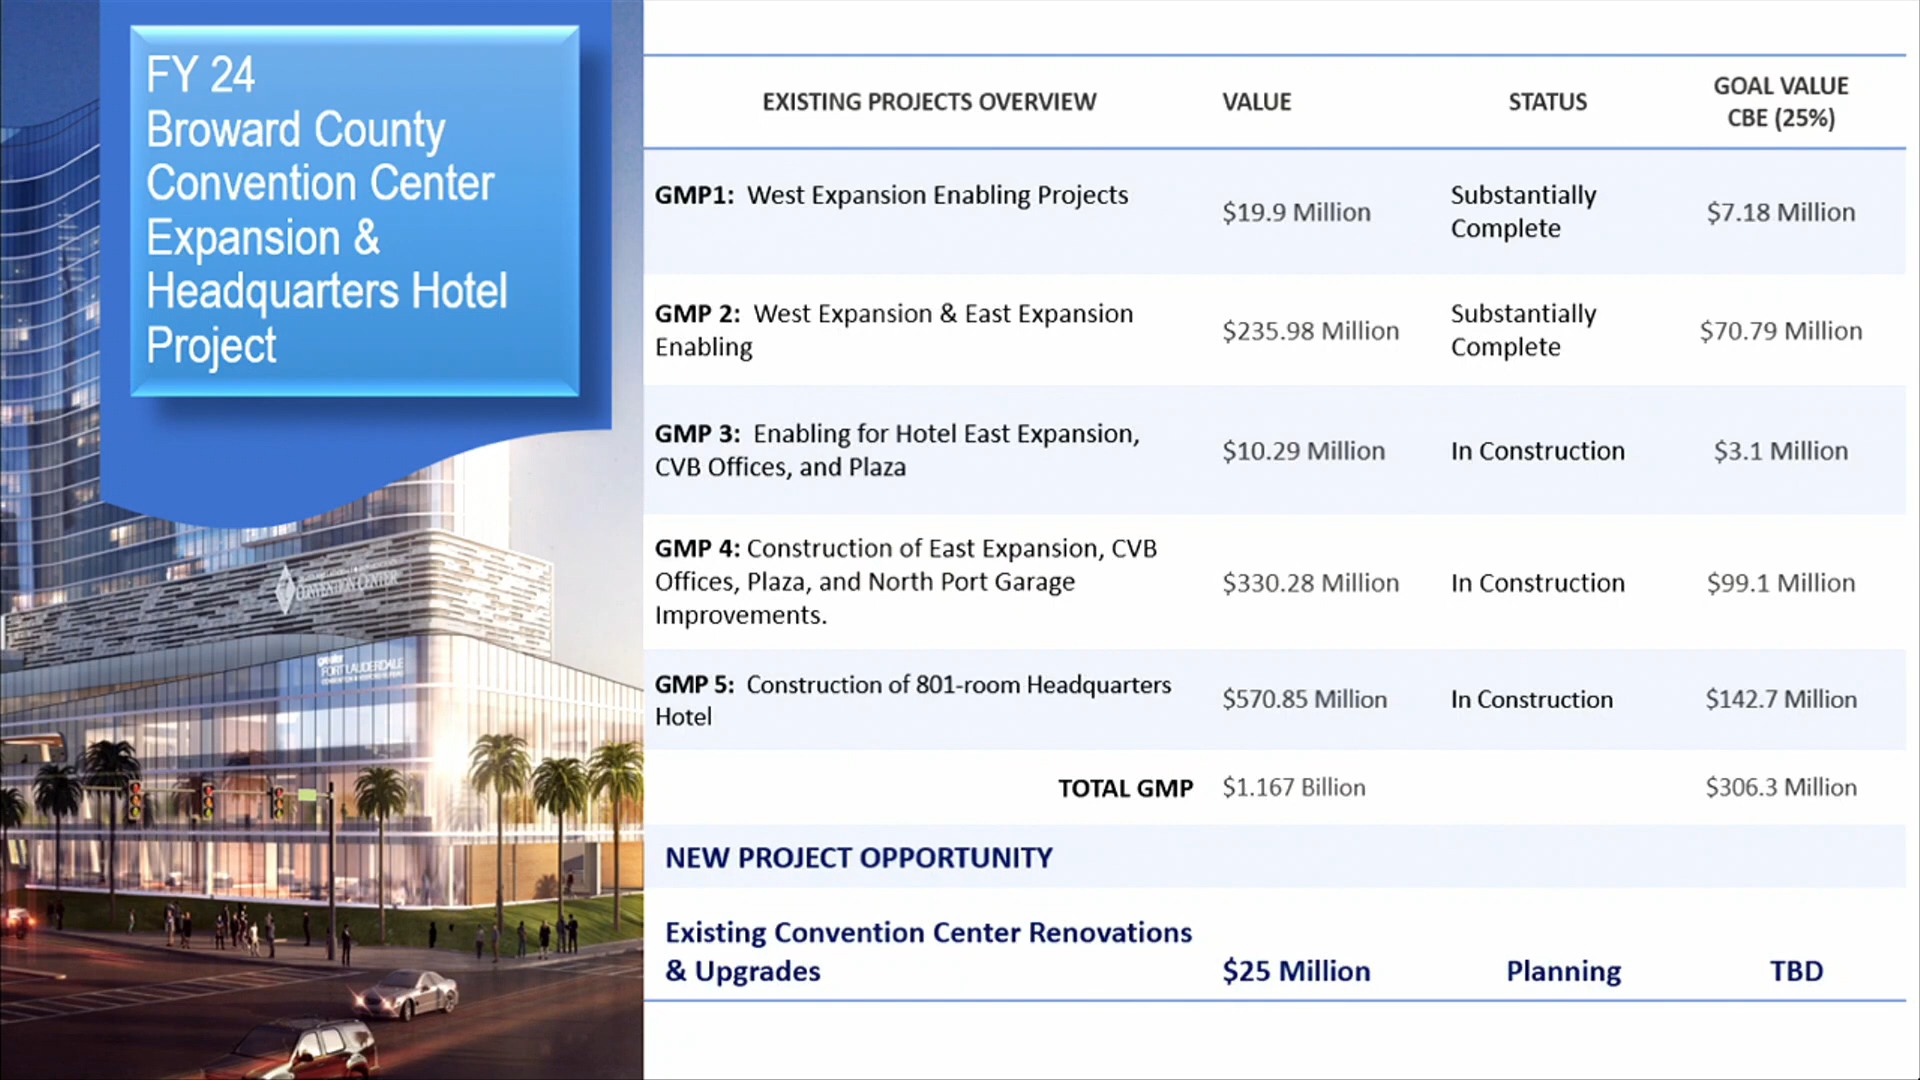 FY 24
Broward County
Convention Center
Expansion &
Headquarters Hotel
Project
CONVENTION CENTER
greater
FORT LAUDERDALE
EXISTING PROJECTS OVERVIEW VALUE STATUS GOAL VALUE
CBE (25%)
GMP1: West Expansion Enabling Projects $19.9 Million Substantially
Complete $7.18 Million
GMP 2: West Expansion & East Expansion
Enabling $235.98 Million Substantially
Complete $70.79 Million
GMP 3: Enabling for Hotel East Expansion,
CVB Offices, and Plaza $10.29 Million In Construction $3.1 Million
GMP 4: Construction of East Expansion, CVB
Offices, Plaza, and North Port Garage
Improvements. $330.28 Million In Construction $99.1 Million
GMP 5: Construction of 801-room Headquarters
Hotel $570.85 Million In Construction $142.7 Million
TOTAL GMP $1.167 Billion $306.3 Million
NEW PROJECT OPPORTUNITY
Existing Convention Center Renovations
& Upgrades $25 Million Planning TBD